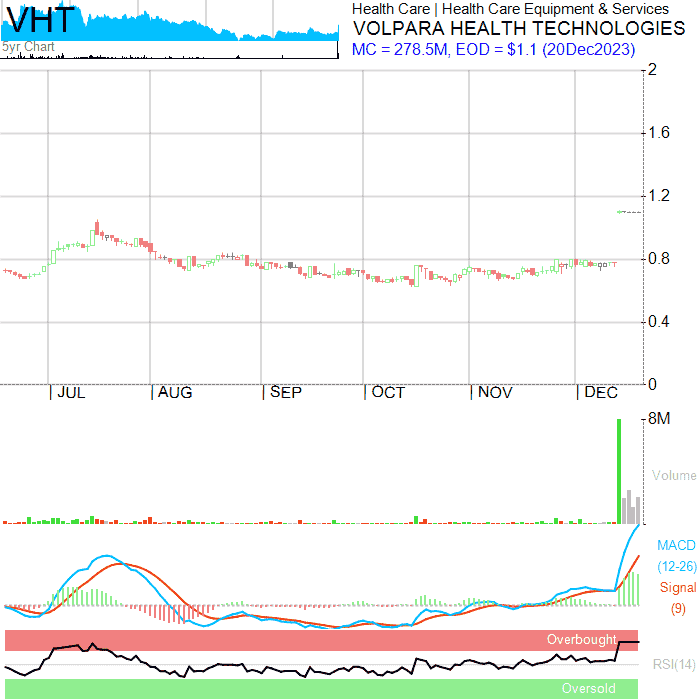 VHT
5yr Chart
Health Care | Health Care Equipment & Services
VOLPARA HEALTH TECHNOLOGIES
MC = 278.5M, EOD = $1.1 (20Dec2023)
2
1.6
1.2
0.8
0.4
0
| JUL | AUG | SEP | OCT | NOV | DEC
8M
Volume
MACD
(12-26)
Signal
(9)
Overbought
RSI(14)
Oversold